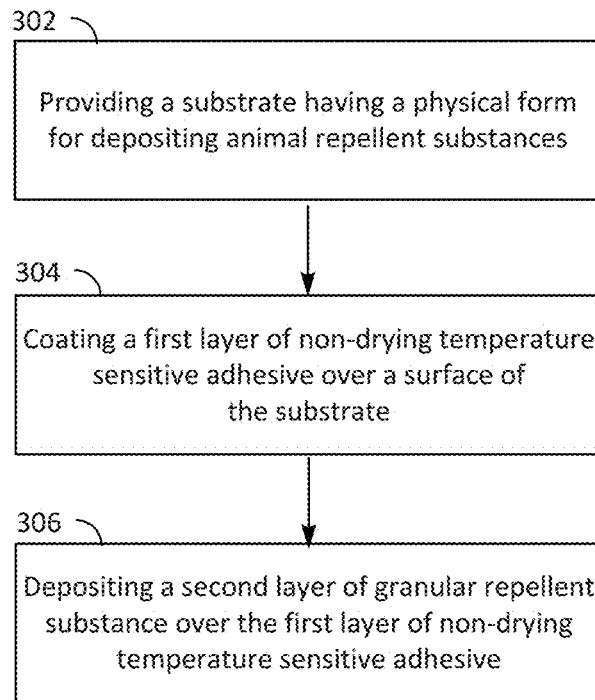 302
Providing a substrate having a physical form
for depositing animal repellent substances
304
Coating a first layer of non-drying temperature
sensitive adhesive over a surface of
the substrate
306
Depositing a second layer of granular repellent
substance over the first layer of non-drying
temperature sensitive adhesive